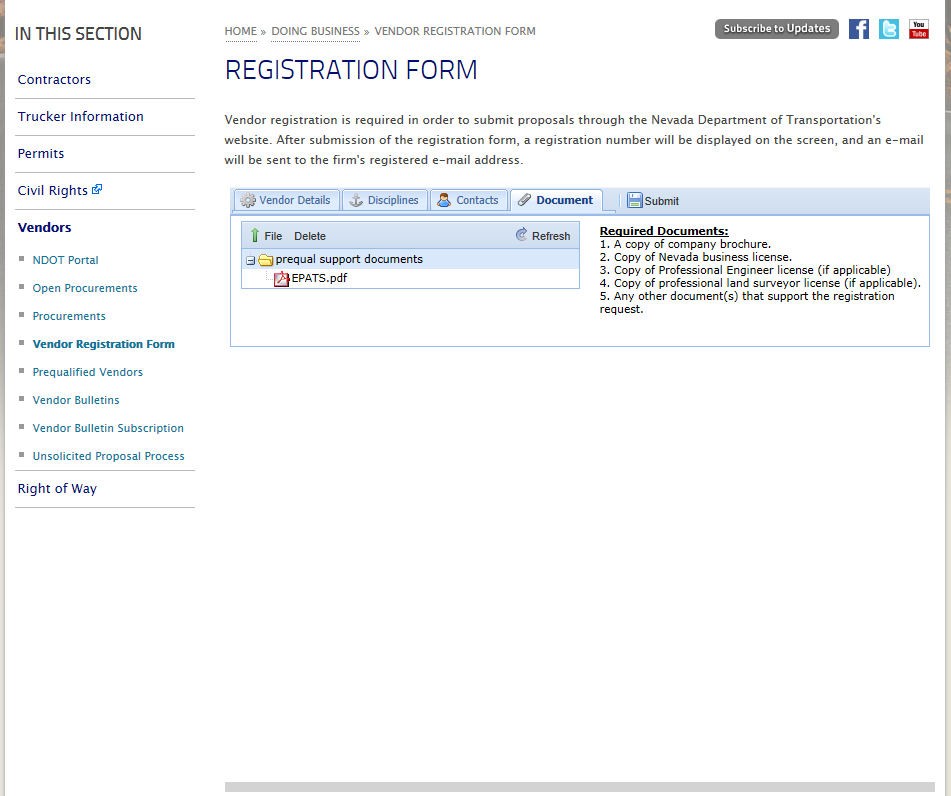 IN THIS SECTION
Contractors
Trucker Information
Permits
Civil Rights
Vendors
NDOT Portal
Open Procurements
Procurements
Vendor Registration Form
Prequalified Vendors
Vendor Bulletins
Vendor Bulletin Subscription
Unsolicited Proposal Process
Right of Way
HOME » DOING BUSINESS » VENDOR REGISTRATION FORM
Subscribe to Updates
You Tube
REGISTRATION FORM
Vendor registration is required in order to submit proposals through the Nevada Department of Transportation's
website. After submission of the registration form, a registration number will be displayed on the screen, and an e-mail
will be sent to the firm's registered e-mail address.
Vendor Details Disciplines Contacts Document Submit
File Delete Refresh
prequal support documents
EPATS.pdf
Required Documents:
1. A copy of company brochure.
2. Copy of Nevada business license.
3. Copy of Professional Engineer license (if applicable)
4. Copy of professional land surveyor license (if applicable).
5. Any other document(s) that support the registration
request.